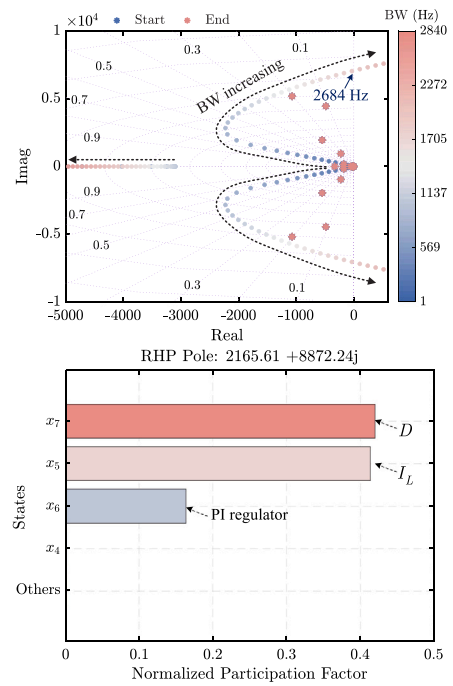 ×10⁴
Start
End
BW (Hz)
1
0.5
0
-0.5
-1
Imag
0.5
0.3
0.1
0.7
0.9
0.9
0.7
0.5
0.3
0.1
BW increasing
2684 Hz
2840
2272
1705
1137
569
1
-5000
-4000
-3000
-2000
-1000
0
Real
RHP Pole: 2165.61 +8872.24j
x₇
x₅
x₆
x₄
Others
States
D
I_L
PI regulator
0
0.1
0.2
0.3
0.4
0.5
Normalized Participation Factor